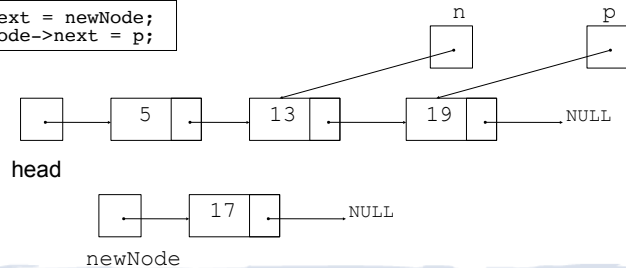 ext = newNode;
ode->next = p;
n p
5 13 19 NULL
head
17 NULL
newNode